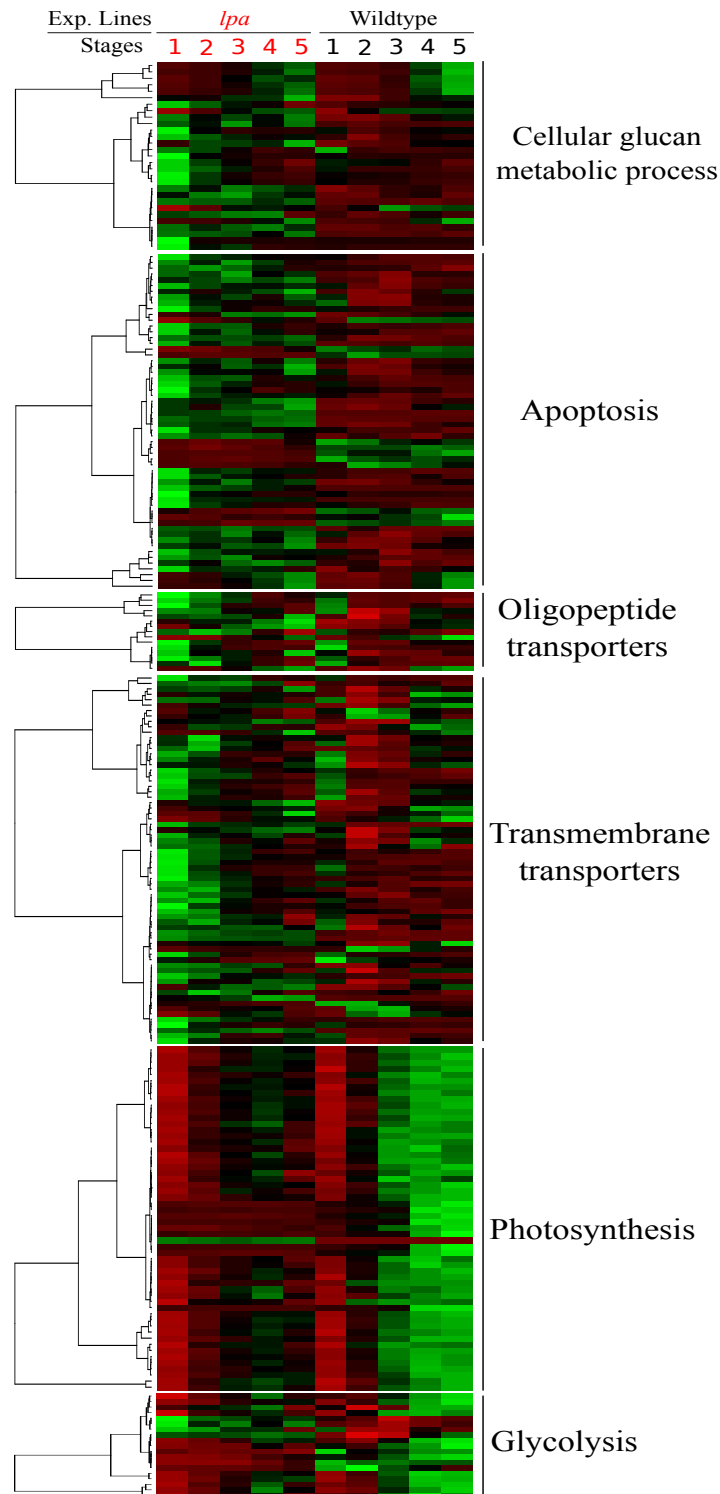 Exp. Lines lpa Wildtype
Stages 1 2 3 4 5 1 2 3 4 5
Cellular glucan
metabolic process
Apoptosis
Oligopeptide
transporters
Transmembrane
transporters
Photosynthesis
Glycolysis